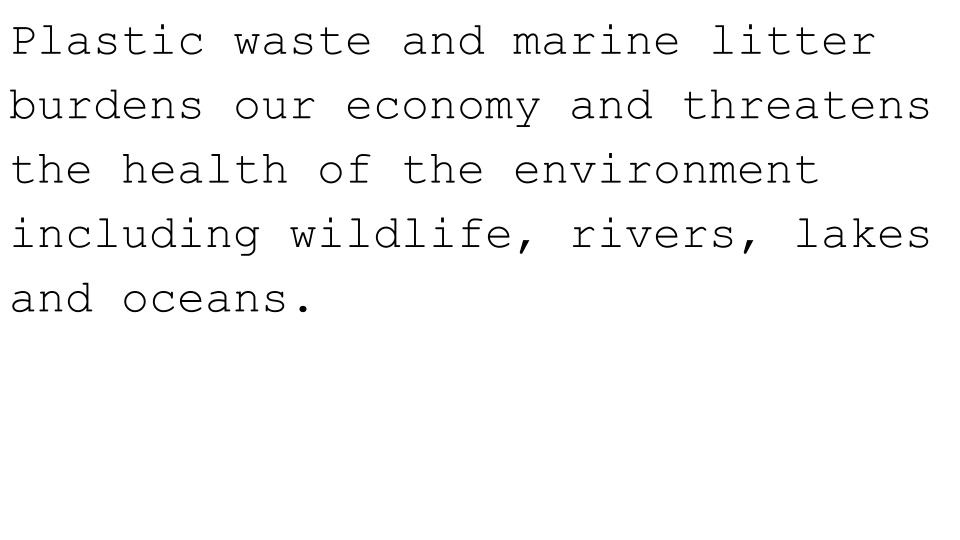 Plastic waste and marine litter
burdens our economy and threatens
the health of the environment
including wildlife, rivers, lakes
and oceans.